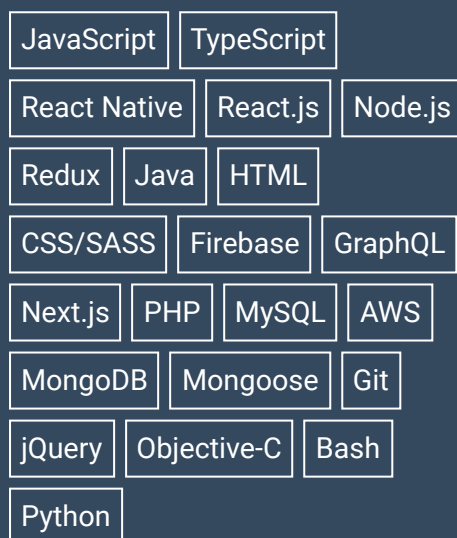 JavaScript TypeScript
React Native React.js Node.js
Redux Java HTML
CSS/SASS Firebase GraphQL
Next.js PHP MySQL AWS
MongoDB Mongoose Git
jQuery Objective-C Bash
Python